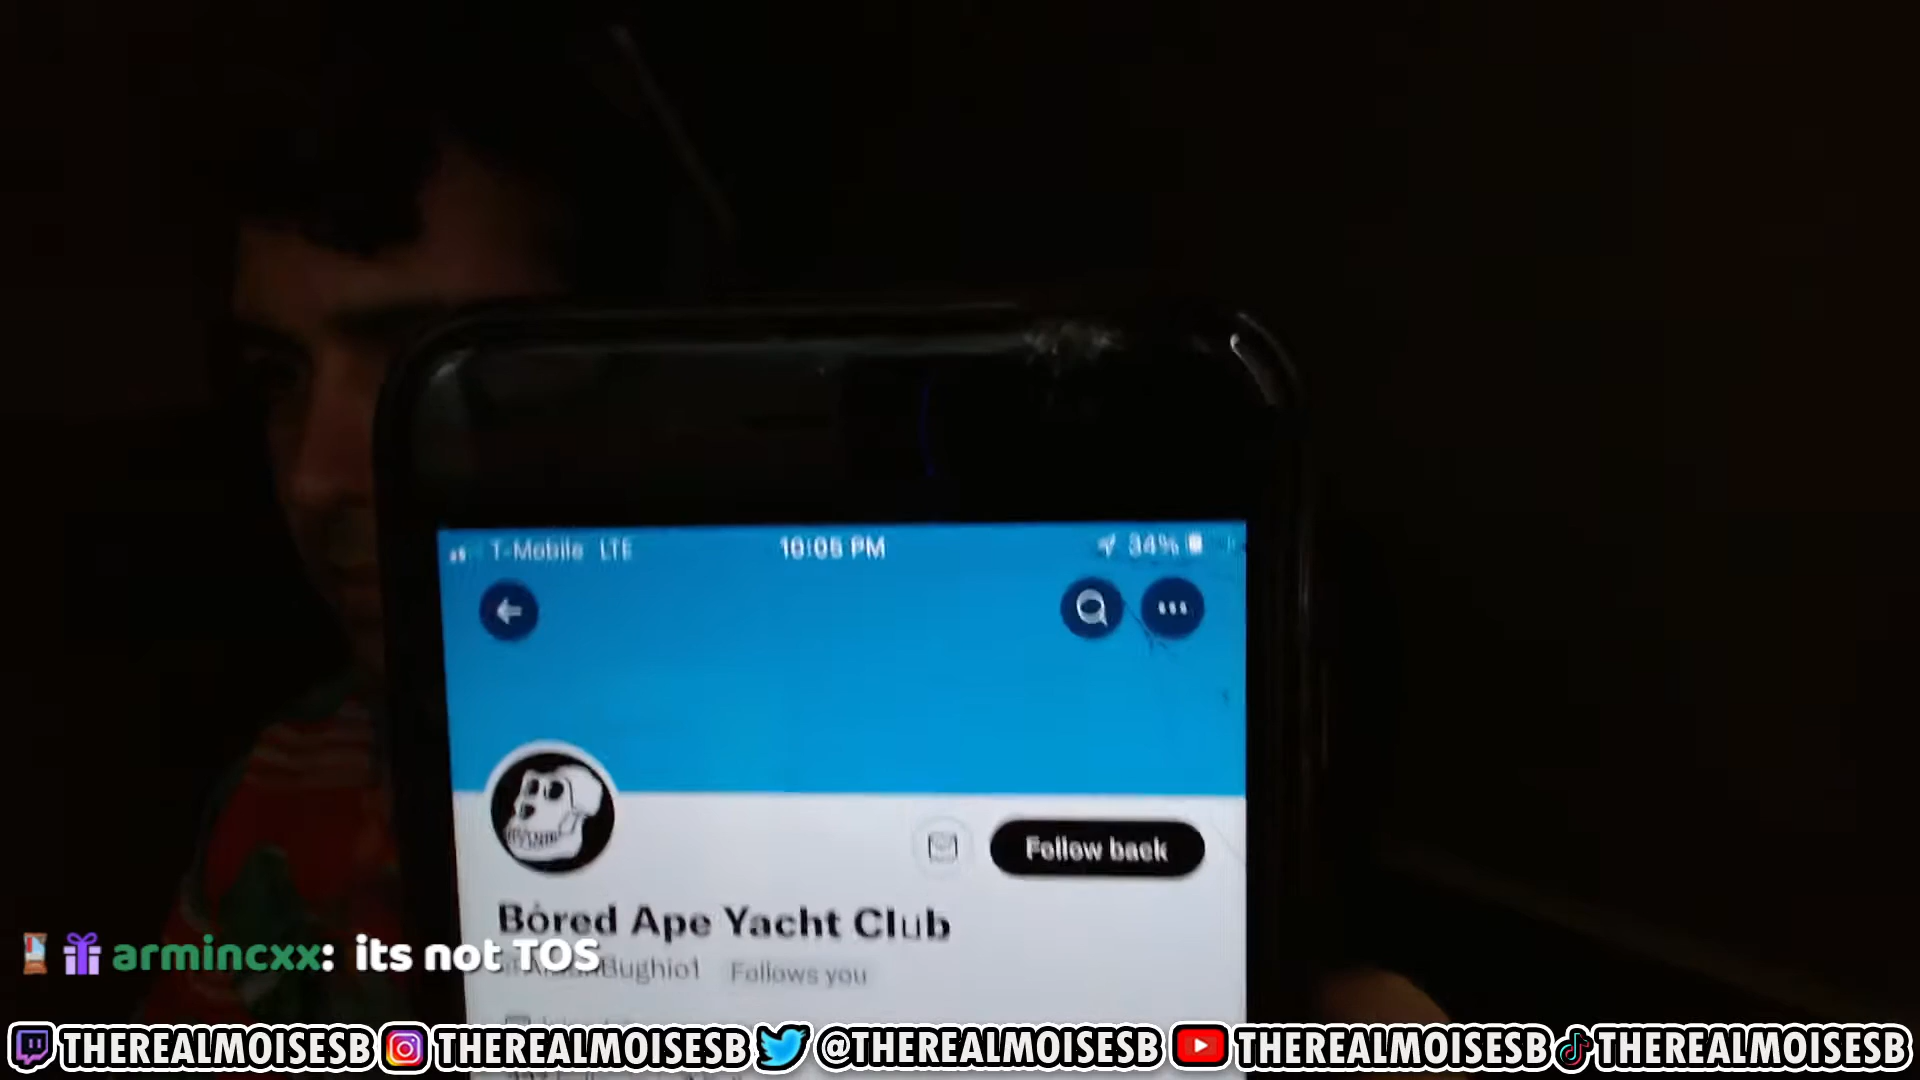 T-Mobile LTE 10:05 PM 34%
Follow back
Bored Ape Yacht Club
Bughio1 Follows you
armincxx: its not TOS
THEREALMOISESB THEREALMOISESB @THEREALMOISESB THEREALMOISESB THEREALMOISESB